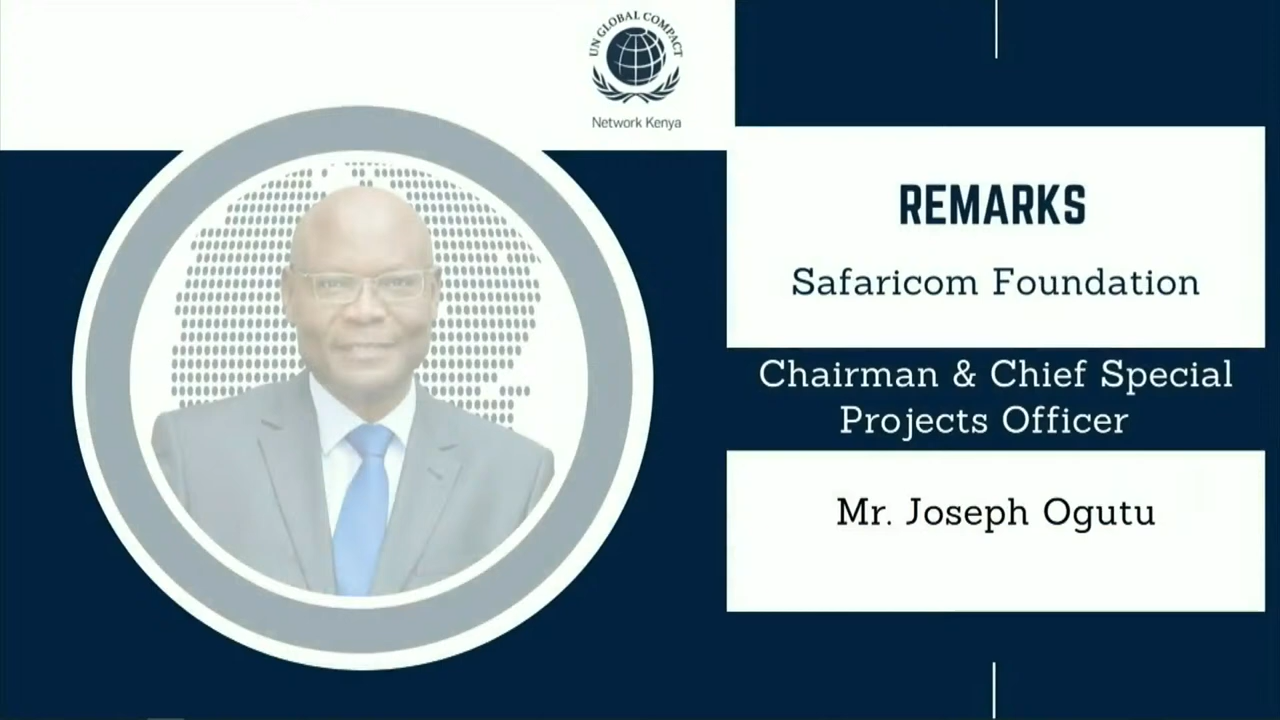 UN GLOBAL COMPACT
Network Kenya
REMARKS
Safaricom Foundation
Chairman & Chief Special
Projects Officer
Mr. Joseph Ogutu